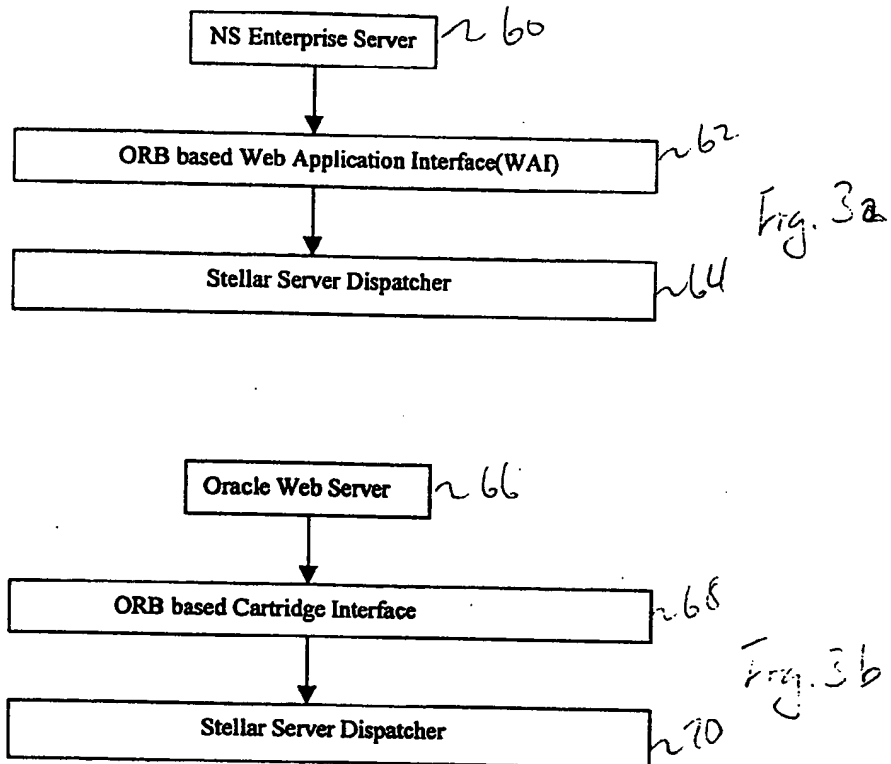 NS Enterprise Server ~ 60
ORB based Web Application Interface(WAI) ~62
Fig. 3a
Stellar Server Dispatcher ~64
Oracle Web Server ~ 66
ORB based Cartridge Interface ~68
Fig. 3b
Stellar Server Dispatcher ~70